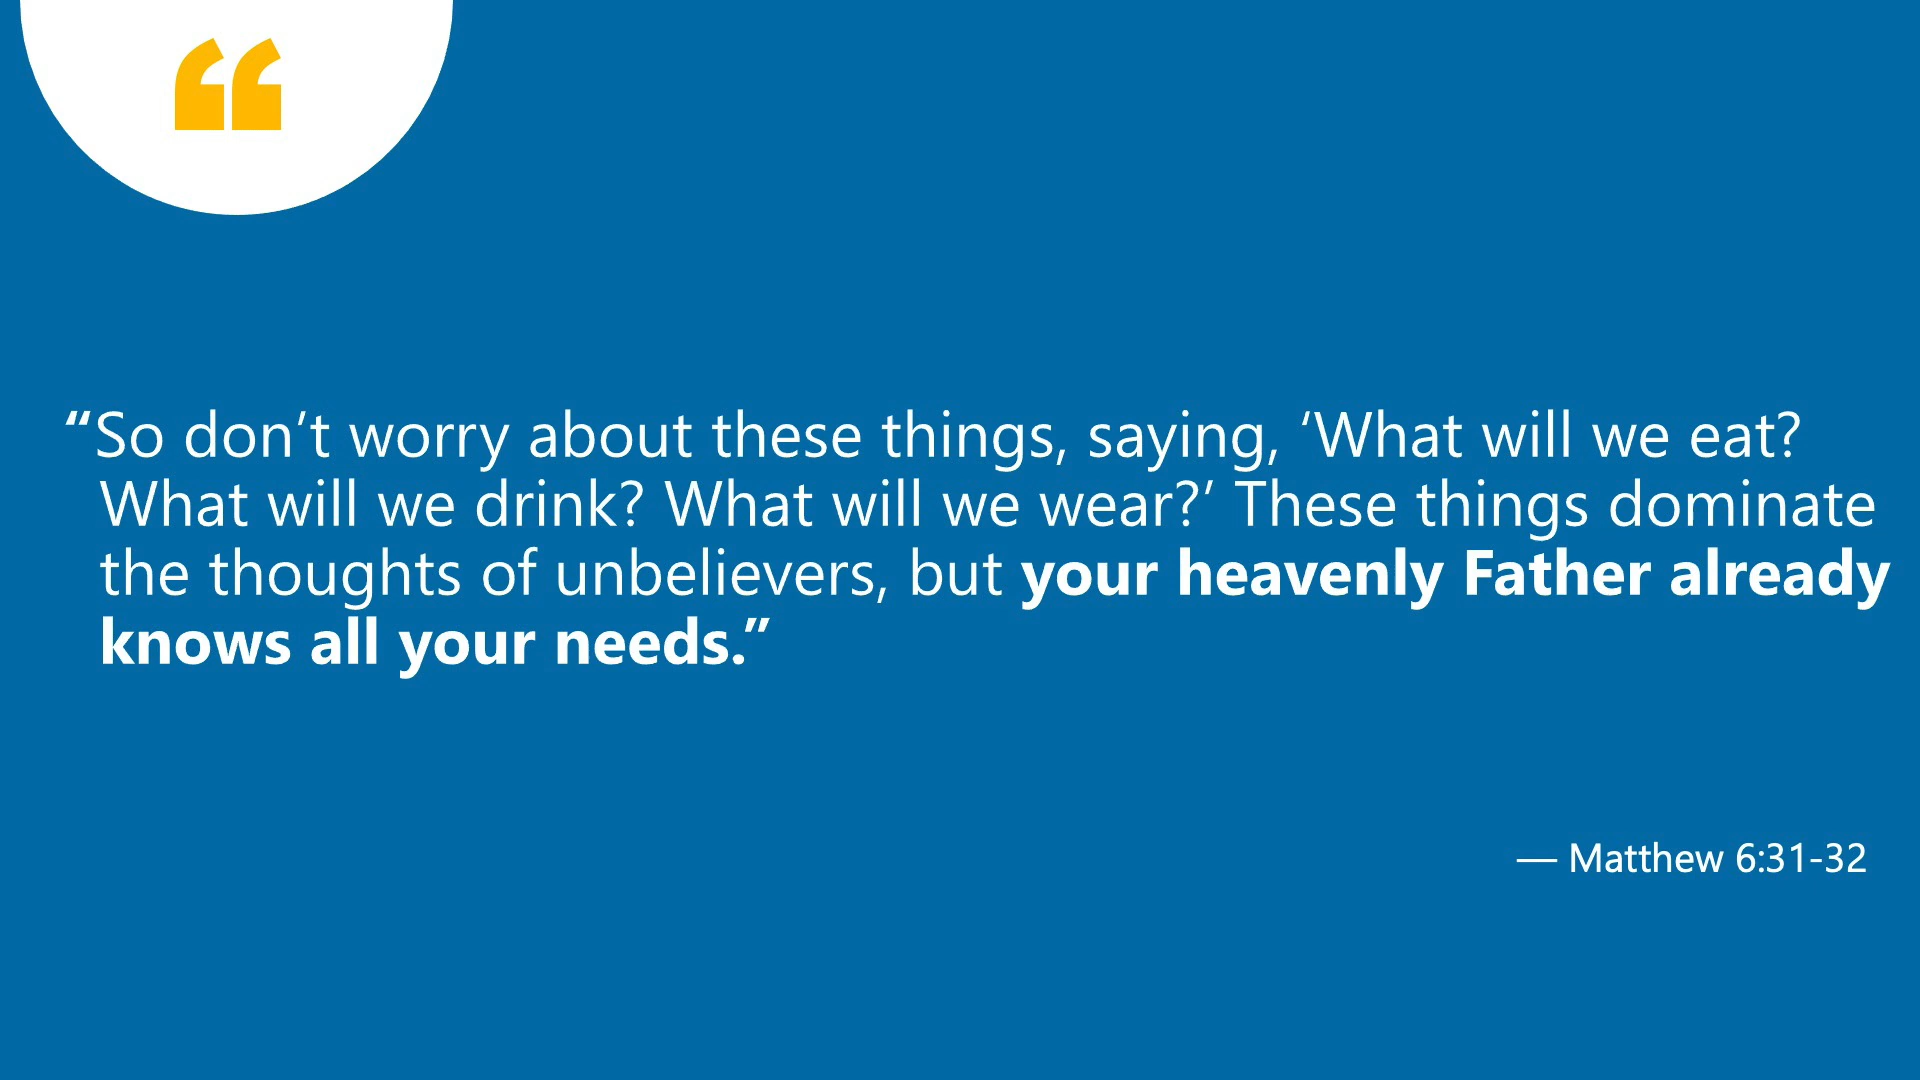 “
“So don’t worry about these things, saying, ‘What will we eat?
What will we drink? What will we wear?’ These things dominate
the thoughts of unbelievers, but your heavenly Father already
knows all your needs.”
— Matthew 6:31-32